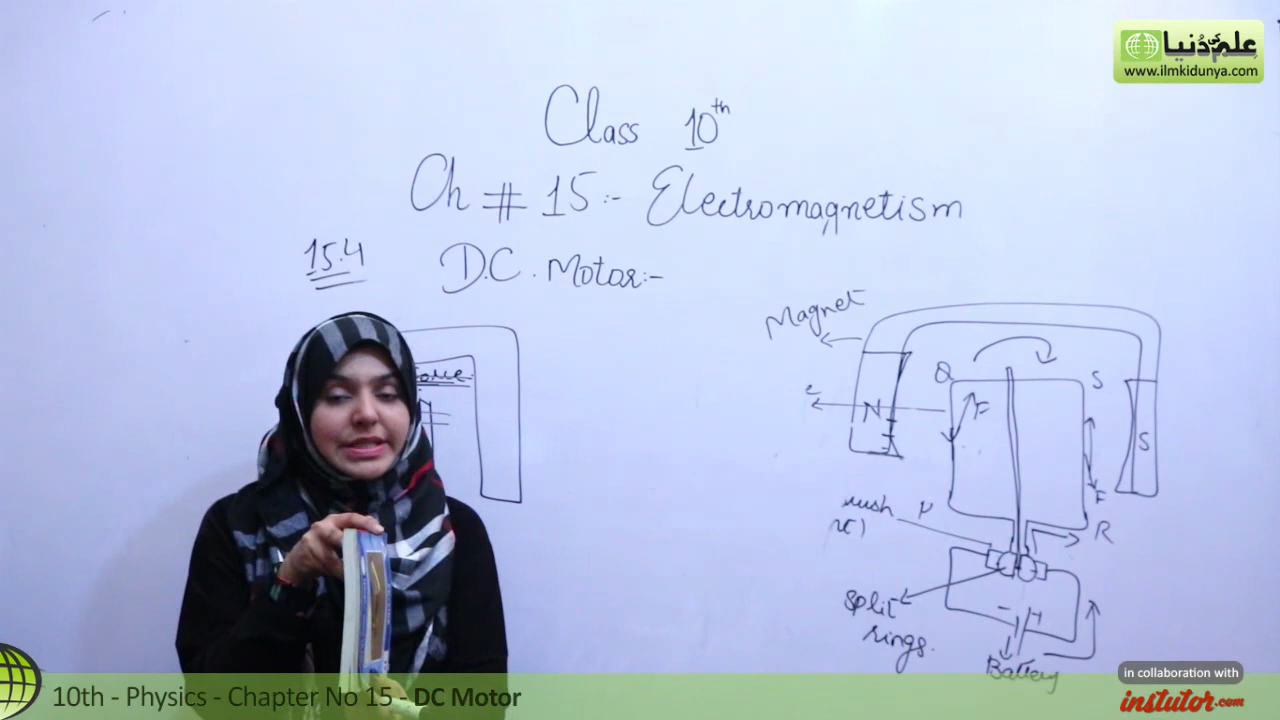 علم کی دُنیا
www.ilmkidunya.com
Class 10th
Ch # 15:- Electromagnetism
15.4 D.C. Motor:-
Magnet
Q
S
N
F
S
P
F
R
split
rings.
- +
Battery
in collaboration with
instutor.com
10th - Physics - Chapter No 15 - DC Motor